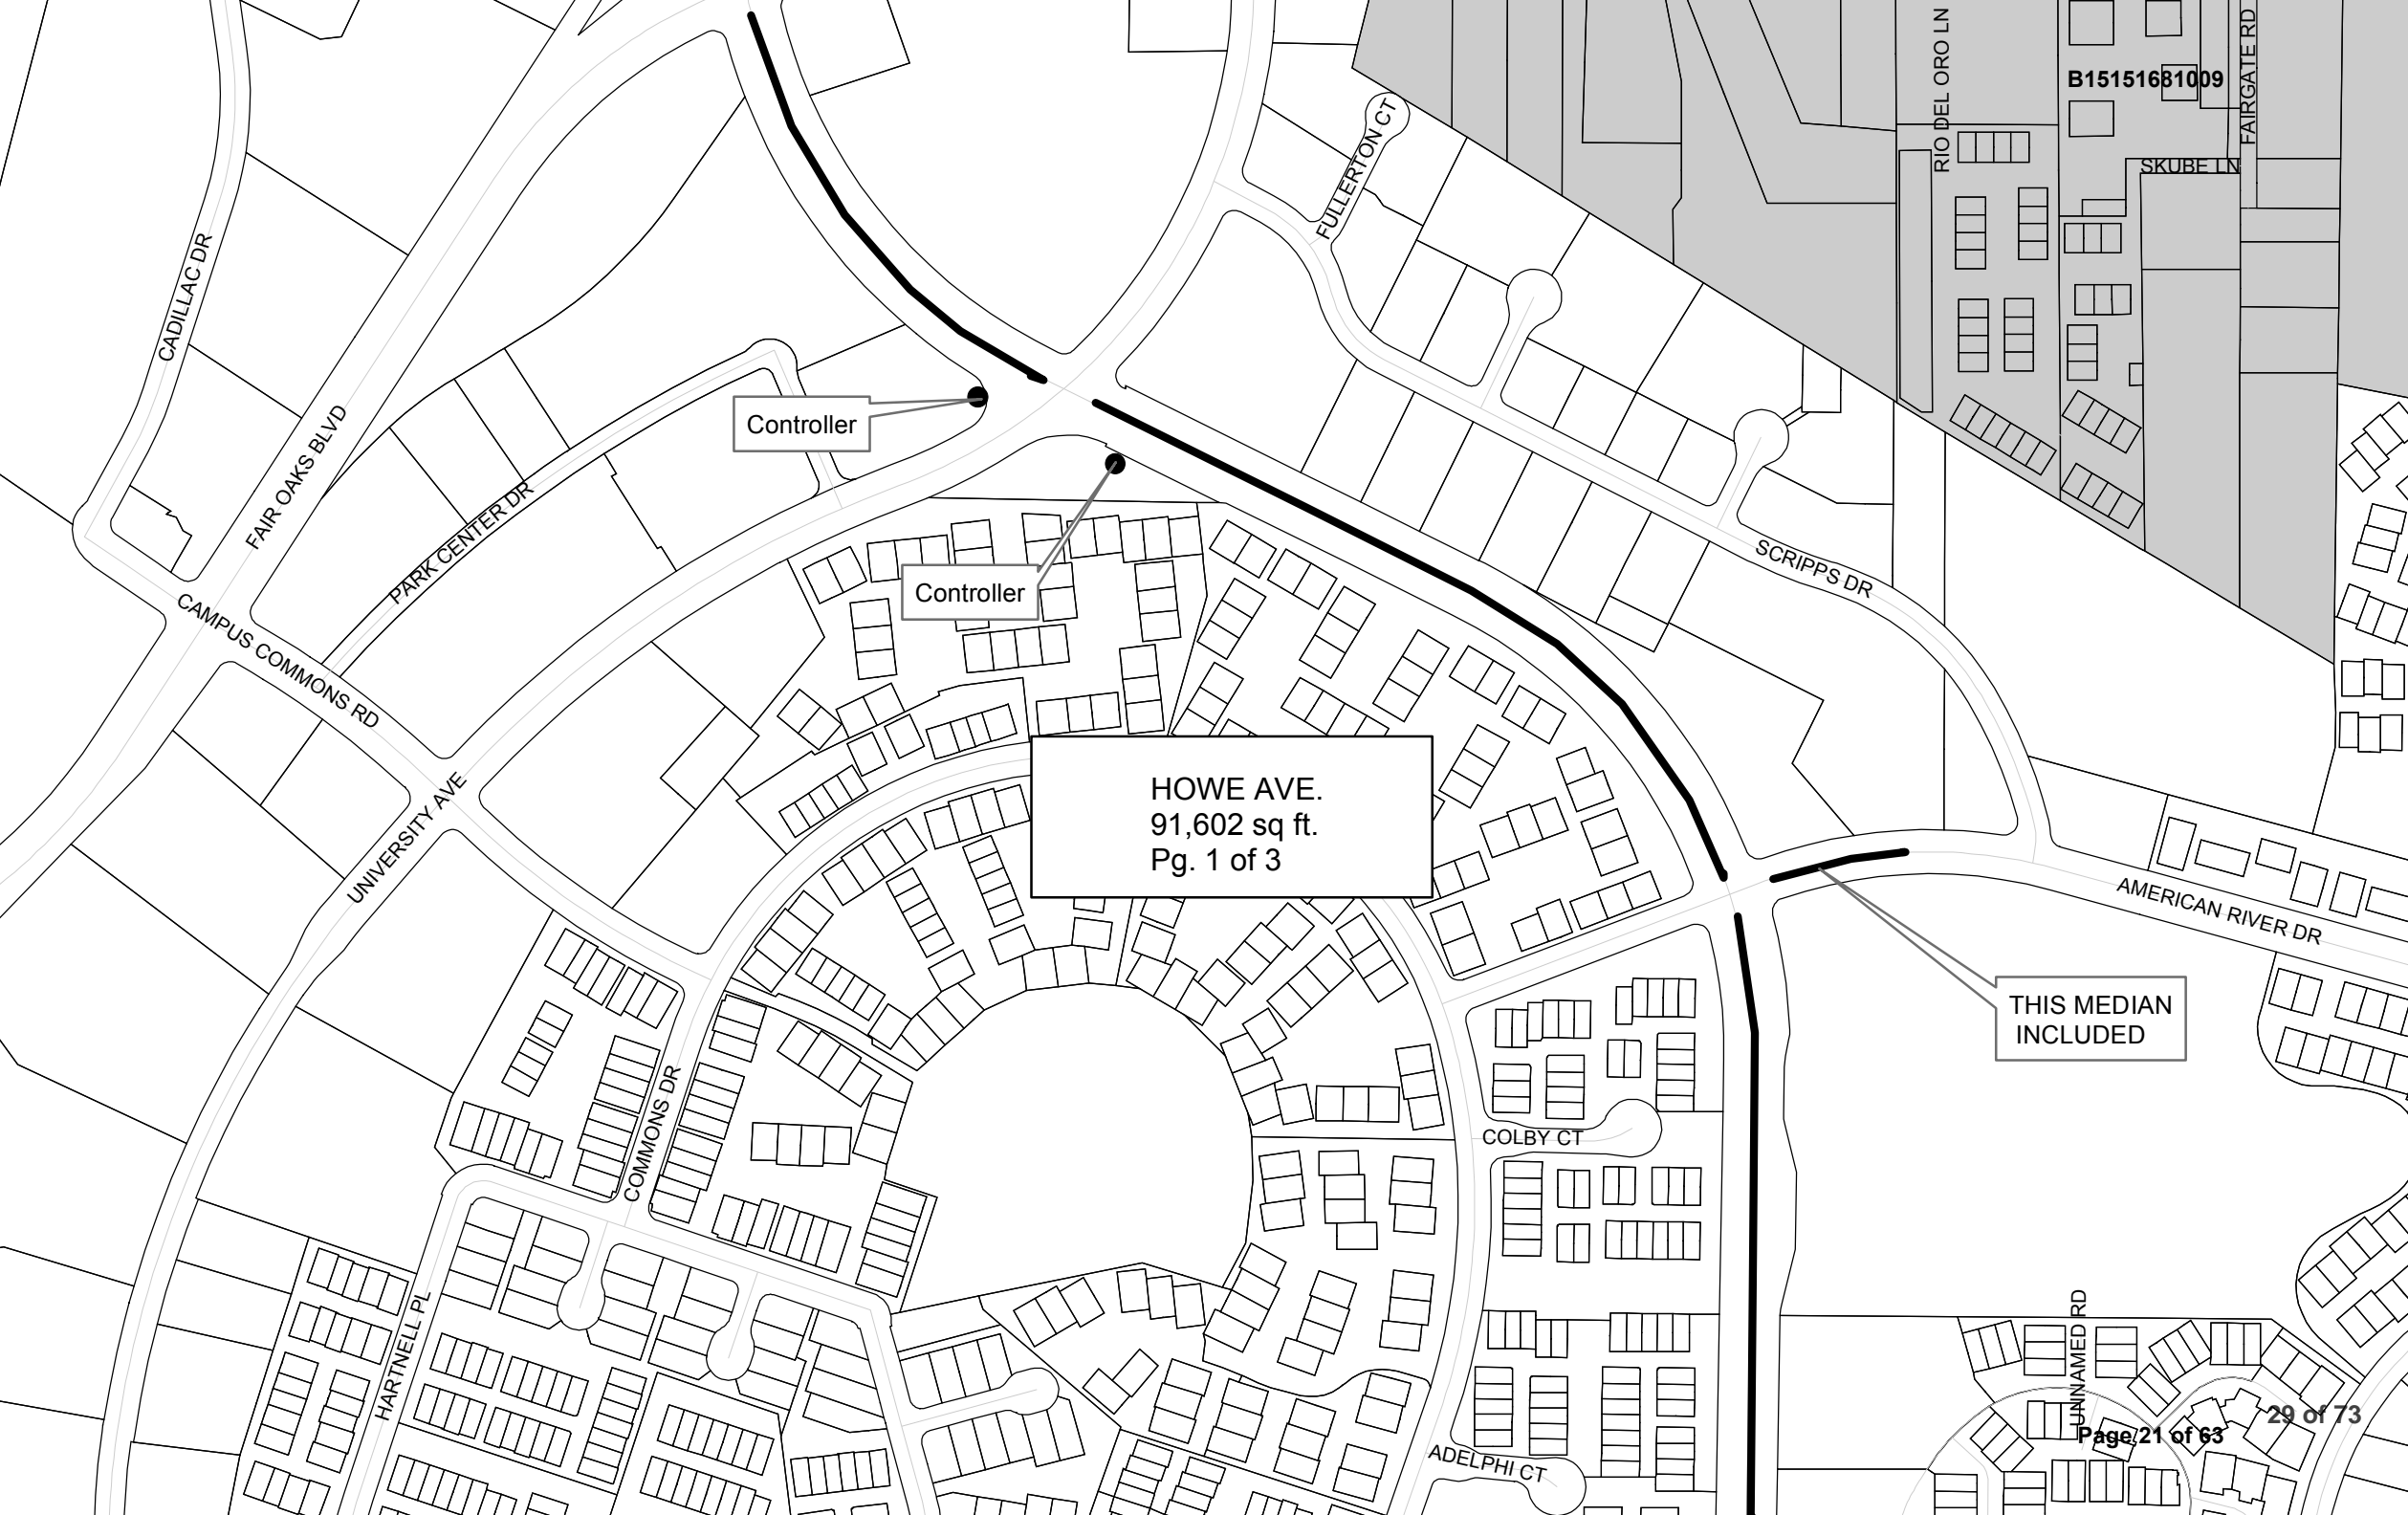 RIO DEL ORO LN
FAIRGATE RD
B15151681009
SKUBE LN
FULLERTON CT
CADILLAC DR
Controller
FAIR OAKS BLVD
PARK CENTER DR
Controller
SCRIPPS DR
CAMPUS COMMONS RD
UNIVERSITY AVE
HOWE AVE.
91,602 sq ft.
Pg. 1 of 3
AMERICAN RIVER DR
THIS MEDIAN
INCLUDED
COMMONS DR
COLBY CT
HARTNELL PL
UNNAMED RD
ADELPHI CT
29 of 73
Page 21 of 63